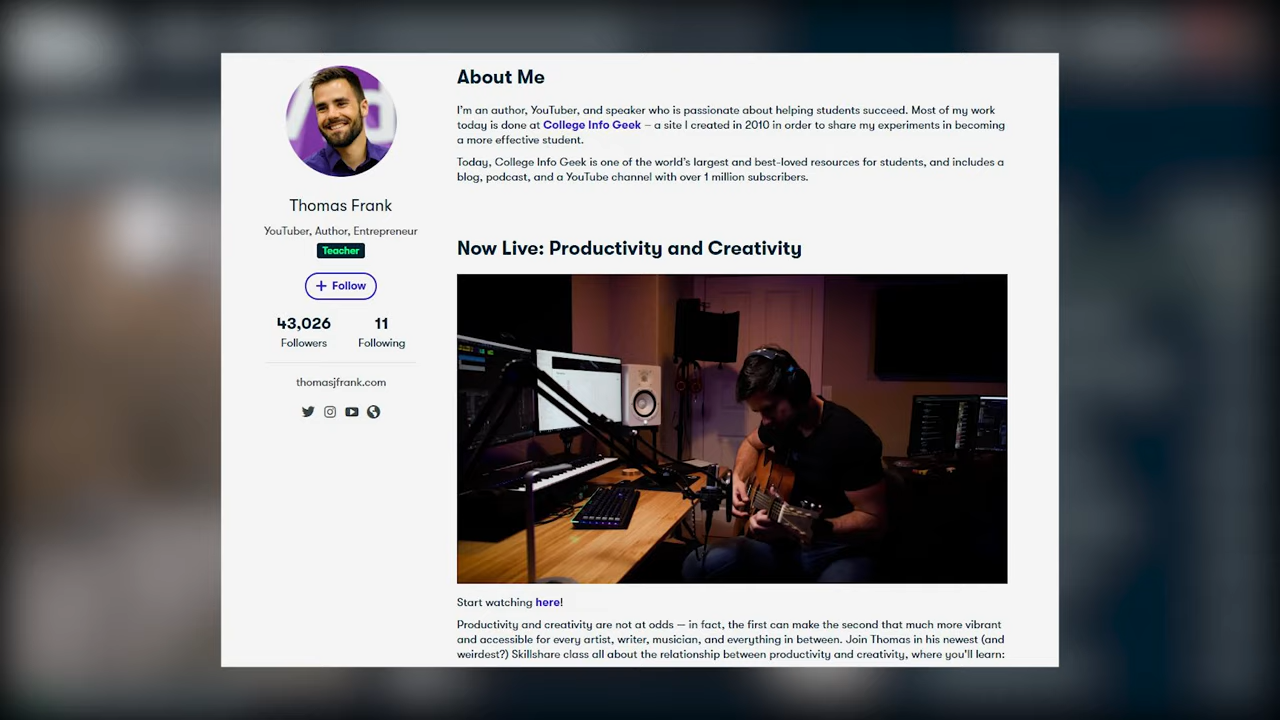 Thomas Frank
YouTuber, Author, Entrepreneur
Teacher
+ Follow
43,026 11
Followers Following
thomasjfrank.com
About Me
I'm an author, YouTuber, and speaker who is passionate about helping students succeed. Most of my work
today is done at College Info Geek – a site I created in 2010 in order to share my experiments in becoming
a more effective student.
Today, College Info Geek is one of the world's largest and best-loved resources for students, and includes a
blog, podcast, and a YouTube channel with over 1 million subscribers.
Now Live: Productivity and Creativity
Start watching here!
Productivity and creativity are not at odds — in fact, the first can make the second that much more vibrant
and accessible for every artist, writer, musician, and everything in between. Join Thomas in his newest (and
weirdest?) Skillshare class all about the relationship between productivity and creativity, where you'll learn: